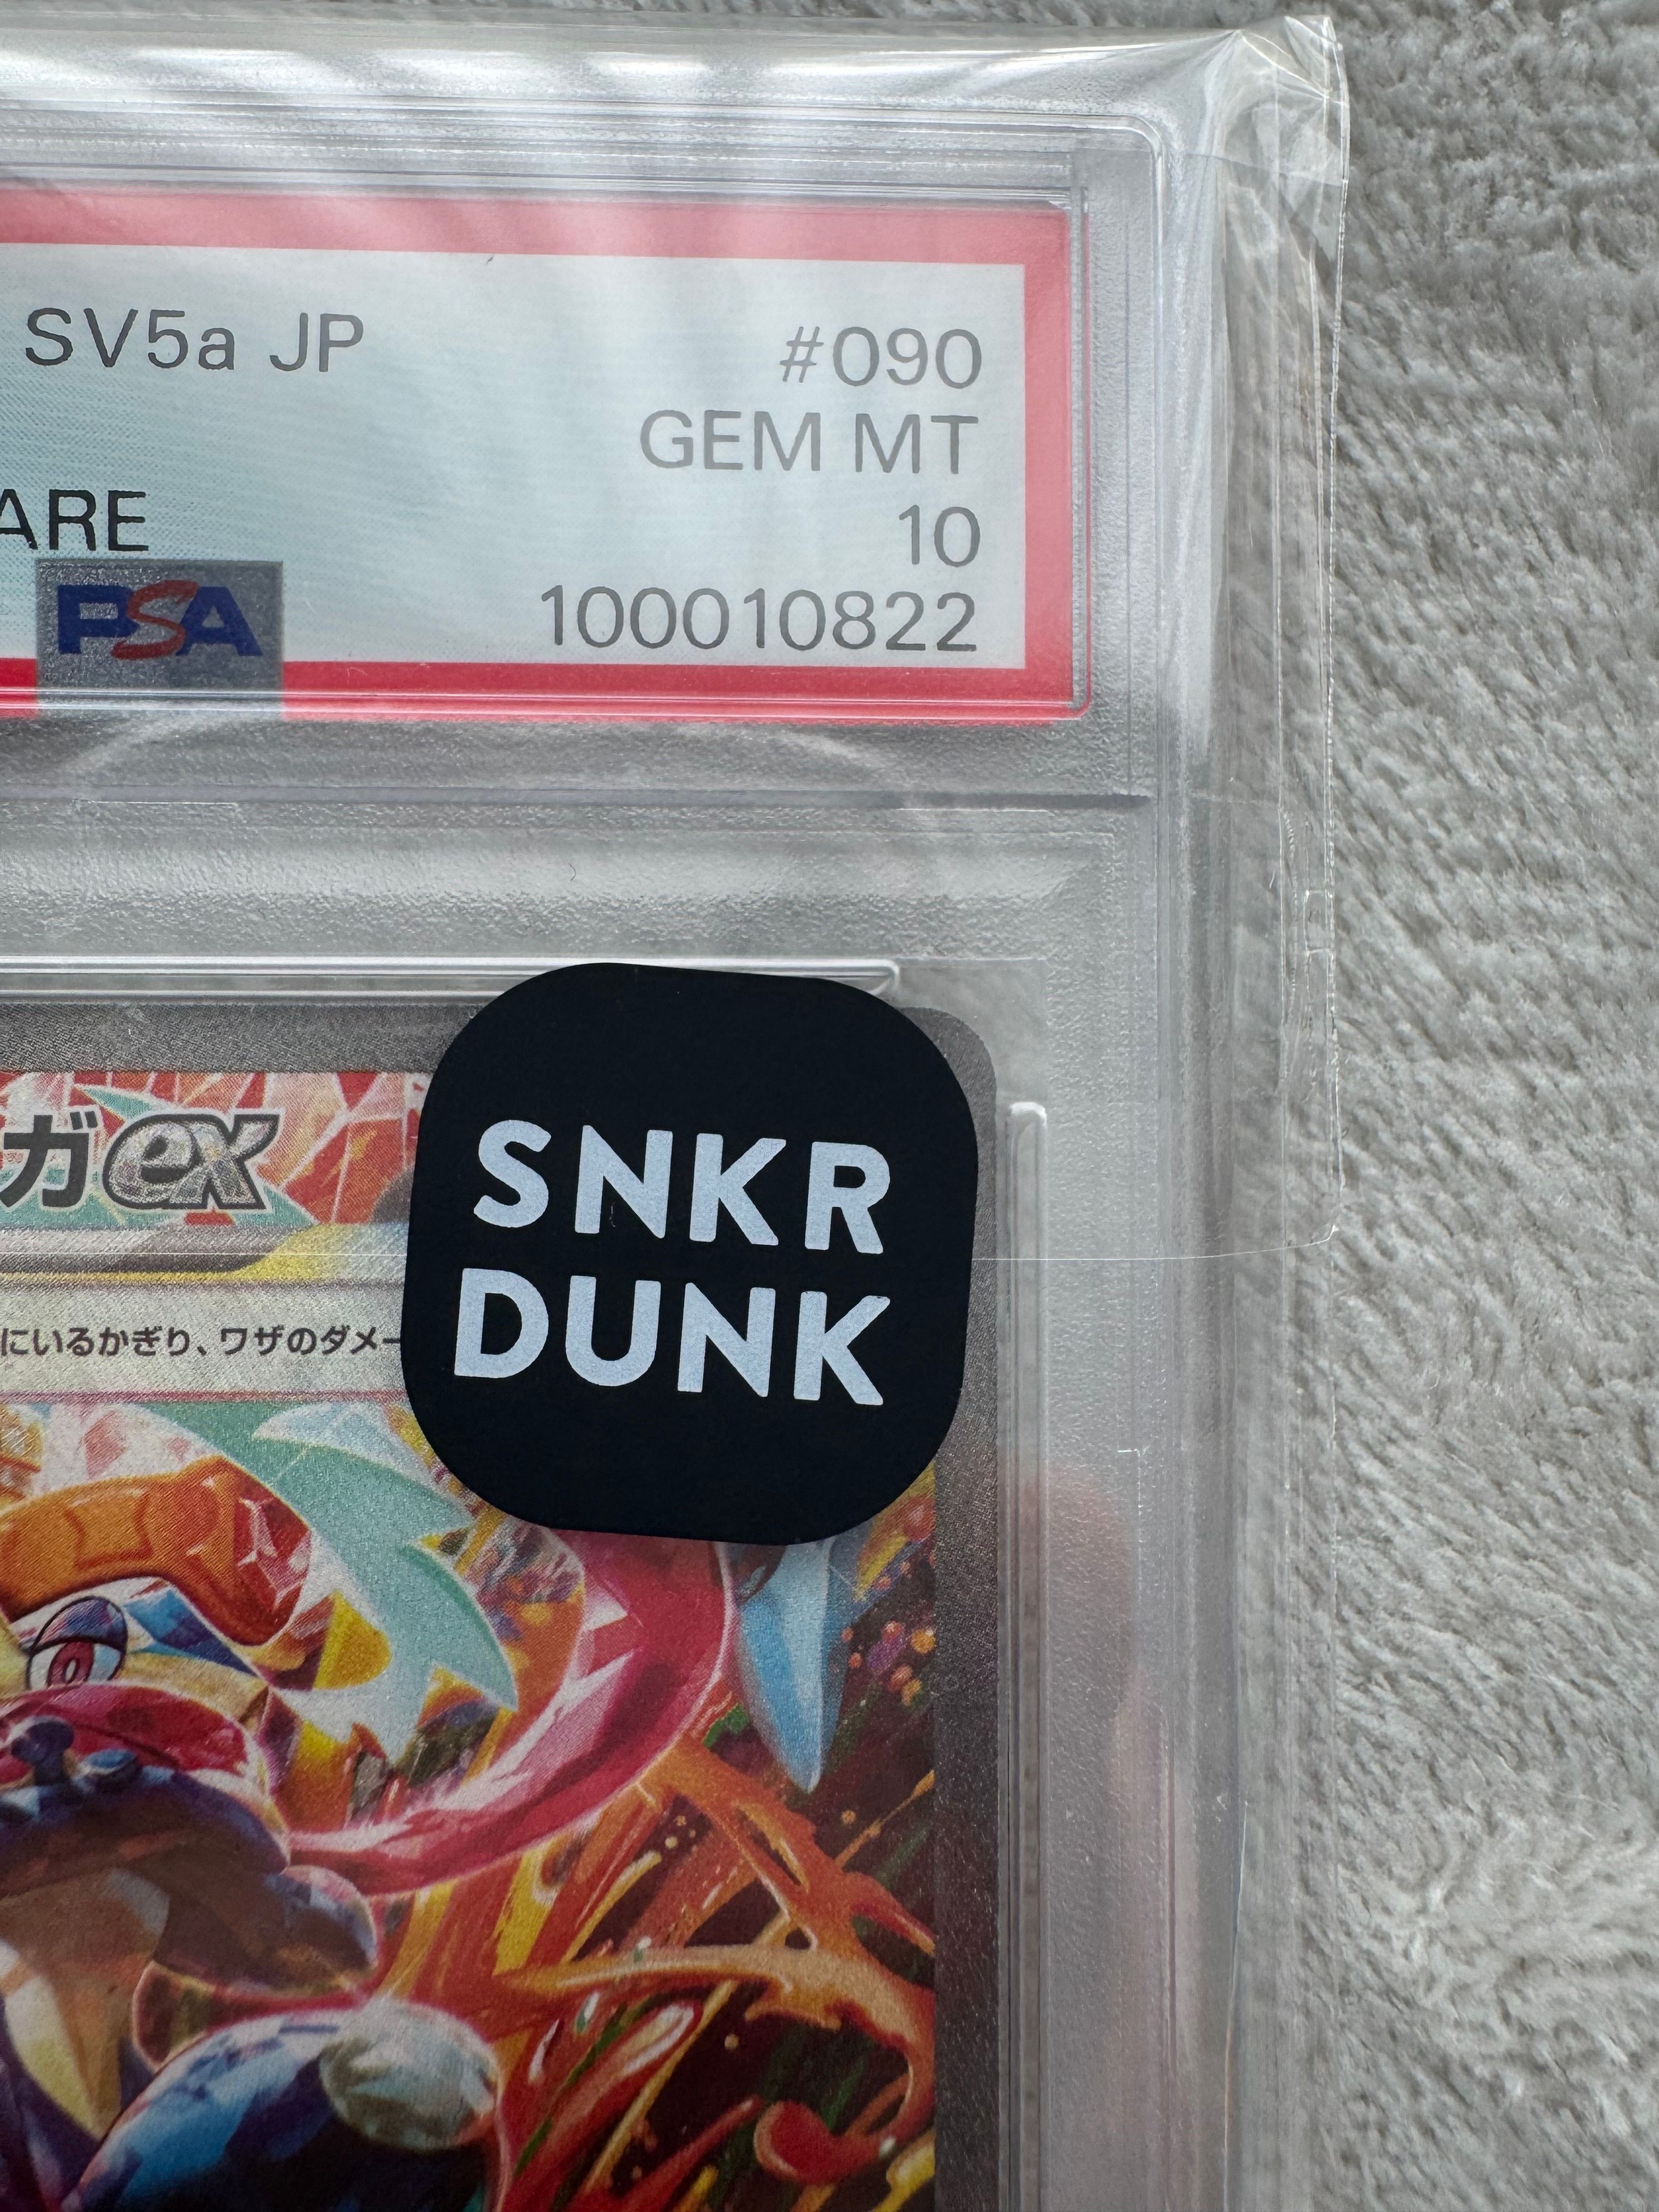 SV5a JP
#090
GEM MT
ARE
10
PSA
100010822
ガex
SNKR
DUNK
にいるかぎり、ワザのダメー